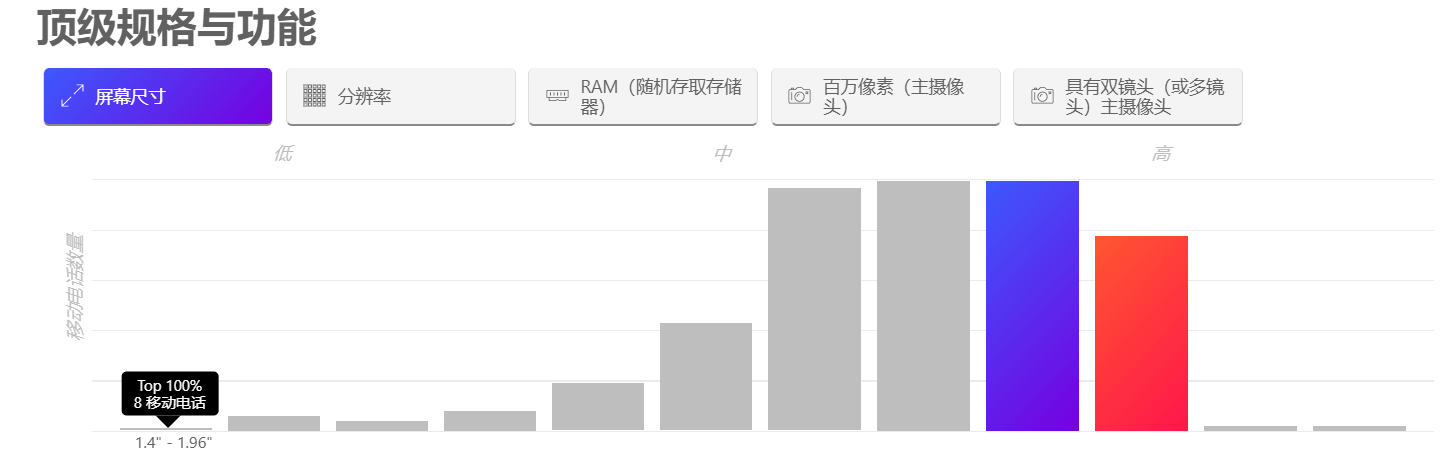 顶级规格与功能
屏幕尺寸
分辨率
RAM（随机存取存储
器）
百万像素（主摄像
头）
具有双镜头（或多镜
头）主摄像头
低
中
高
移动电话数量
Top 100%
8 移动电话
1.4" - 1.96"